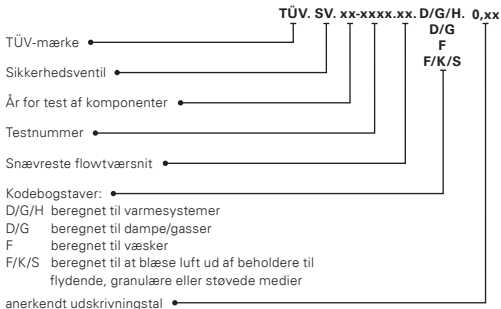 TÜV. SV. xx-xxxx.xx. D/G/H. 0,xx
D/G
F
F/K/S
TÜV-mærke
Sikkerhedsventil
År for test af komponenter
Testnummer
Snævreste flowtværsnit
Kodebogstaver:
D/G/H beregnet til varmesystemer
D/G beregnet til dampe/gasser
F beregnet til væsker
F/K/S beregnet til at blæse luft ud af beholdere til
flydende, granulære eller støvede medier
anerkendt udskrivningstal